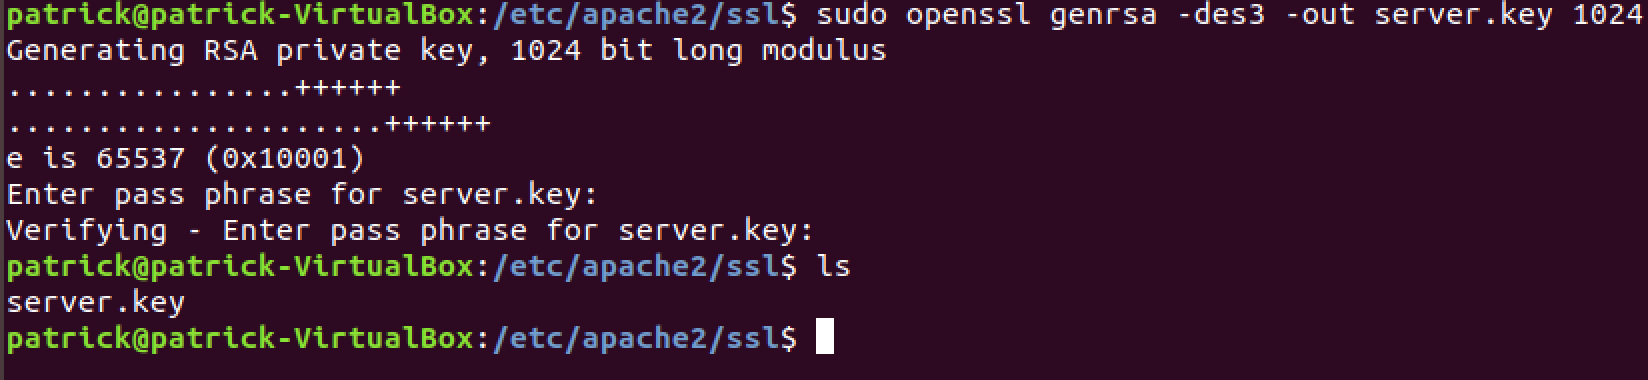 patrick@patrick-VirtualBox:/etc/apache2/ssl$ sudo openssl genrsa -des3 -out server.key 1024
Generating RSA private key, 1024 bit long modulus
................++++++
.....................++++++
e is 65537 (0x10001)
Enter pass phrase for server.key:
Verifying - Enter pass phrase for server.key:
patrick@patrick-VirtualBox:/etc/apache2/ssl$ ls
server.key
patrick@patrick-VirtualBox:/etc/apache2/ssl$